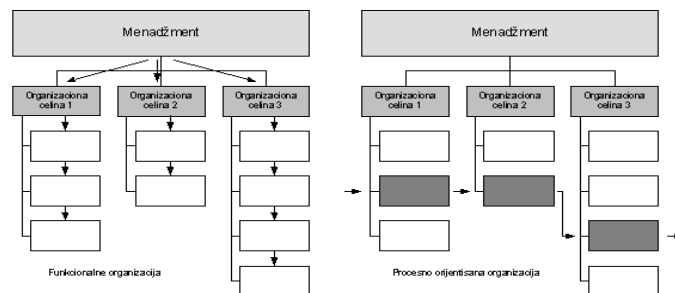 Menadžment
Organizaciona
celina 1
Organizaciona
celina 2
Organizaciona
celina 3
Funkcionalne organizacija
Menadžment
Organizaciona
celina 1
Organizaciona
celina 2
Organizaciona
celina 3
Procesno orijentisana organizacija